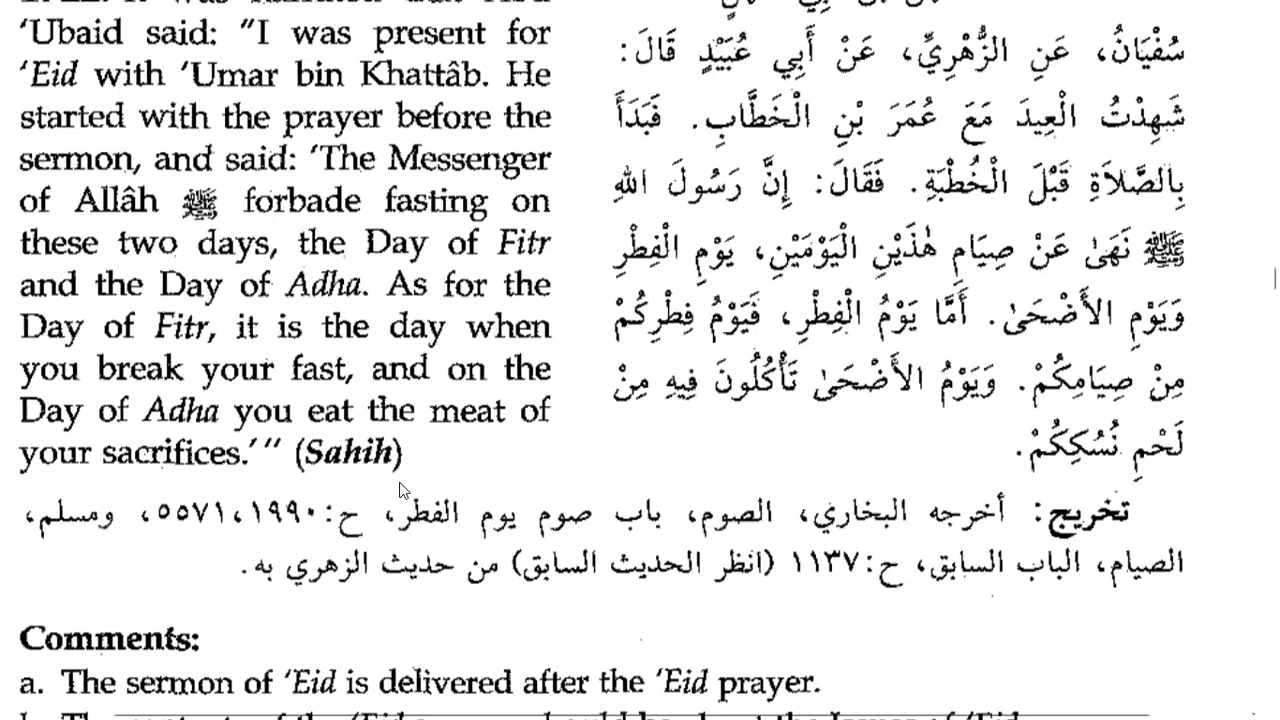 'Ubaid said: "I was present for
'Eid with 'Umar bin Khattâb. He
started with the prayer before the
sermon, and said: 'The Messenger
of Allâh ﷺ forbade fasting on
these two days, the Day of Fitr
and the Day of Adha. As for the
Day of Fitr, it is the day when
you break your fast, and on the
Day of Adha you eat the meat of
your sacrifices.'" (Sahih)
سُفْيَانُ، عَنِ الزُّهْرِيِّ، عَنْ أَبِي عُبَيْدٍ قَالَ:
شَهِدْتُ الْعِيدَ مَعَ عُمَرَ بْنِ الْخَطَّابِ. فَبَدَأَ
بِالصَّلَاةِ قَبْلَ الْخُطْبَةِ. فَقَالَ: إِنَّ رَسُولَ اللهِ
ﷺ نَهَىٰ عَنْ صِيَامِ هٰذَيْنِ الْيَوْمَيْنِ، يَوْمِ الْفِطْرِ
وَيَوْمِ الأَضْحَىٰ. أَمَّا يَوْمُ الْفِطْرِ، فَيَوْمُ فِطْرِكُمْ
مِنْ صِيَامِكُمْ. وَيَوْمُ الأَضْحَىٰ تَأْكُلُونَ فِيهِ مِنْ
لَحْمِ نُسُكِكُمْ.
تخريج: أخرجه البخاري، الصوم، باب صوم يوم الفطر، ح:١٩٩٠، ٥٥٧١، ومسلم،
الصيام، الباب السابق، ح:١١٣٧ (انظر الحديث السابق) من حديث الزهري به.
Comments:
a. The sermon of 'Eid is delivered after the 'Eid prayer.